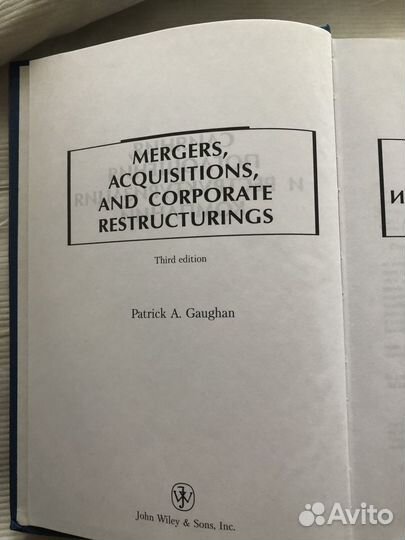 MERGERS,
ACQUISITIONS,
AND CORPORATE
RESTRUCTURINGS
Third edition
Patrick A. Gaughan
John Wiley & Sons, Inc.
И
Avito